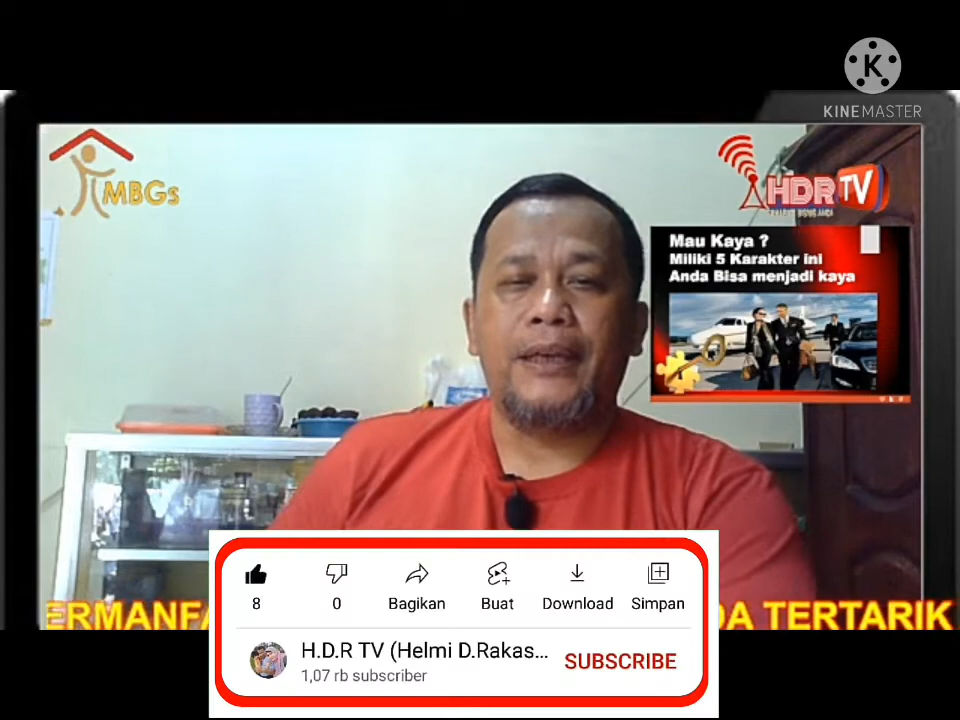 K
KINEMASTER
MBGs
HDR TV
Mau Kaya ?
Miliki 5 Karakter ini
Anda Bisa menjadi kaya
8
0
Bagikan
Buat
Download
Simpan
ERMANFA
DA TERTARIK
H.D.R TV (Helmi D.Rakas...
SUBSCRIBE
1,07 rb subscriber